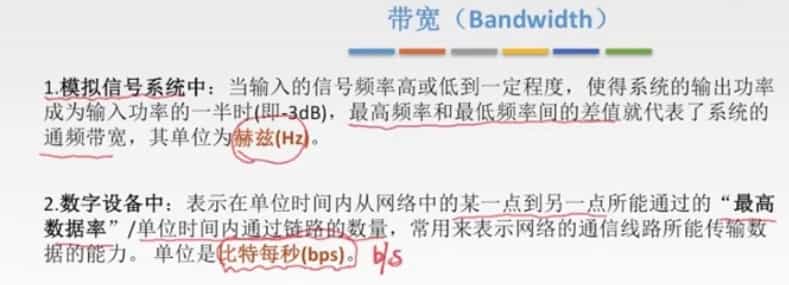 带宽（Bandwidth）
1.模拟信号系统中：当输入的信号频率高或低到一定程度，使得系统的输出功率
成为输入功率的一半时(即-3dB)，最高频率和最低频率间的差值就代表了系统的
通频带宽，其单位为赫兹(Hz)。
2.数字设备中：表示在单位时间内从网络中的某一点到另一点所能通过的“最高
数据率”/单位时间内通过链路的数量，常用来表示网络的通信线路所能传输数
据的能力。 单位是比特每秒(bps)。 b/s